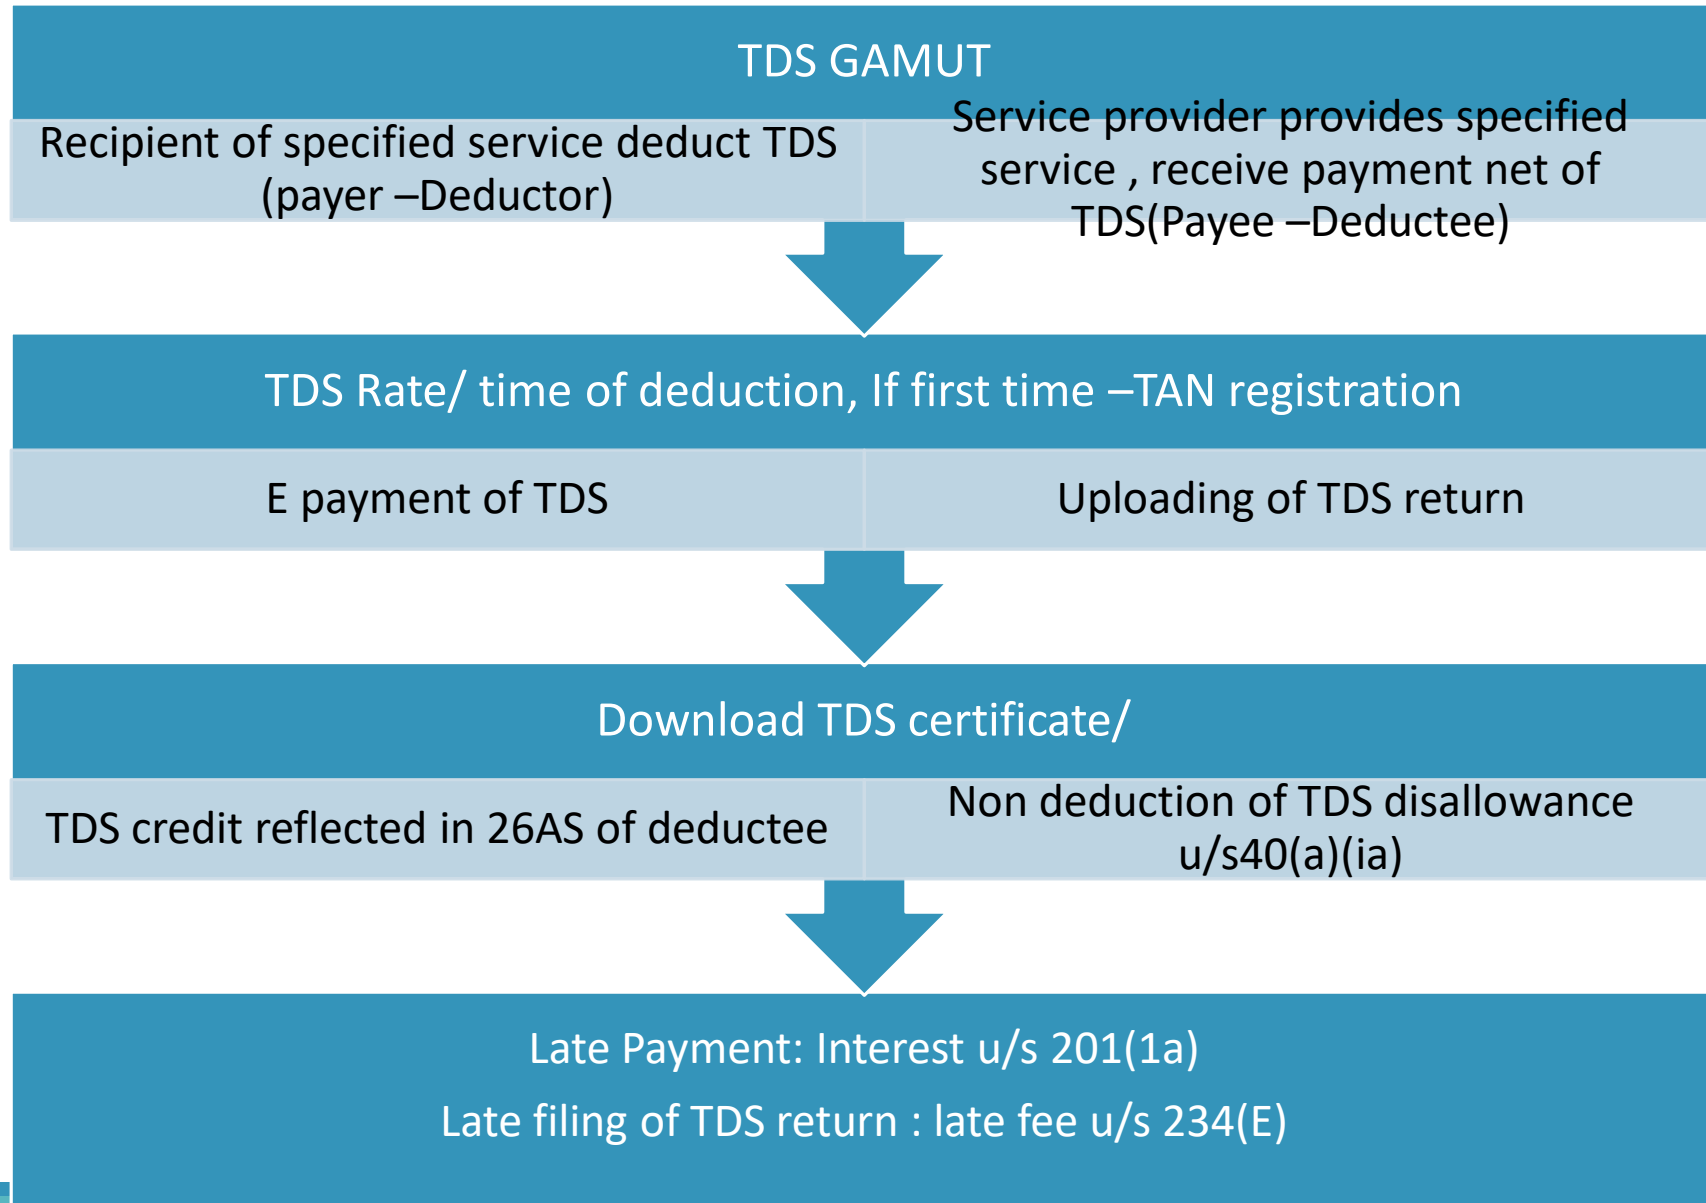 TDS GAMUT
Recipient of specified service deduct TDS
(payer –Deductor)
Service provider provides specified
service , receive payment net of
TDS(Payee –Deductee)
TDS Rate/ time of deduction, If first time –TAN registration
E payment of TDS
Uploading of TDS return
Download TDS certificate/
TDS credit reflected in 26AS of deductee
Non deduction of TDS disallowance
u/s40(a)(ia)
Late Payment: Interest u/s 201(1a)
Late filing of TDS return : late fee u/s 234(E)